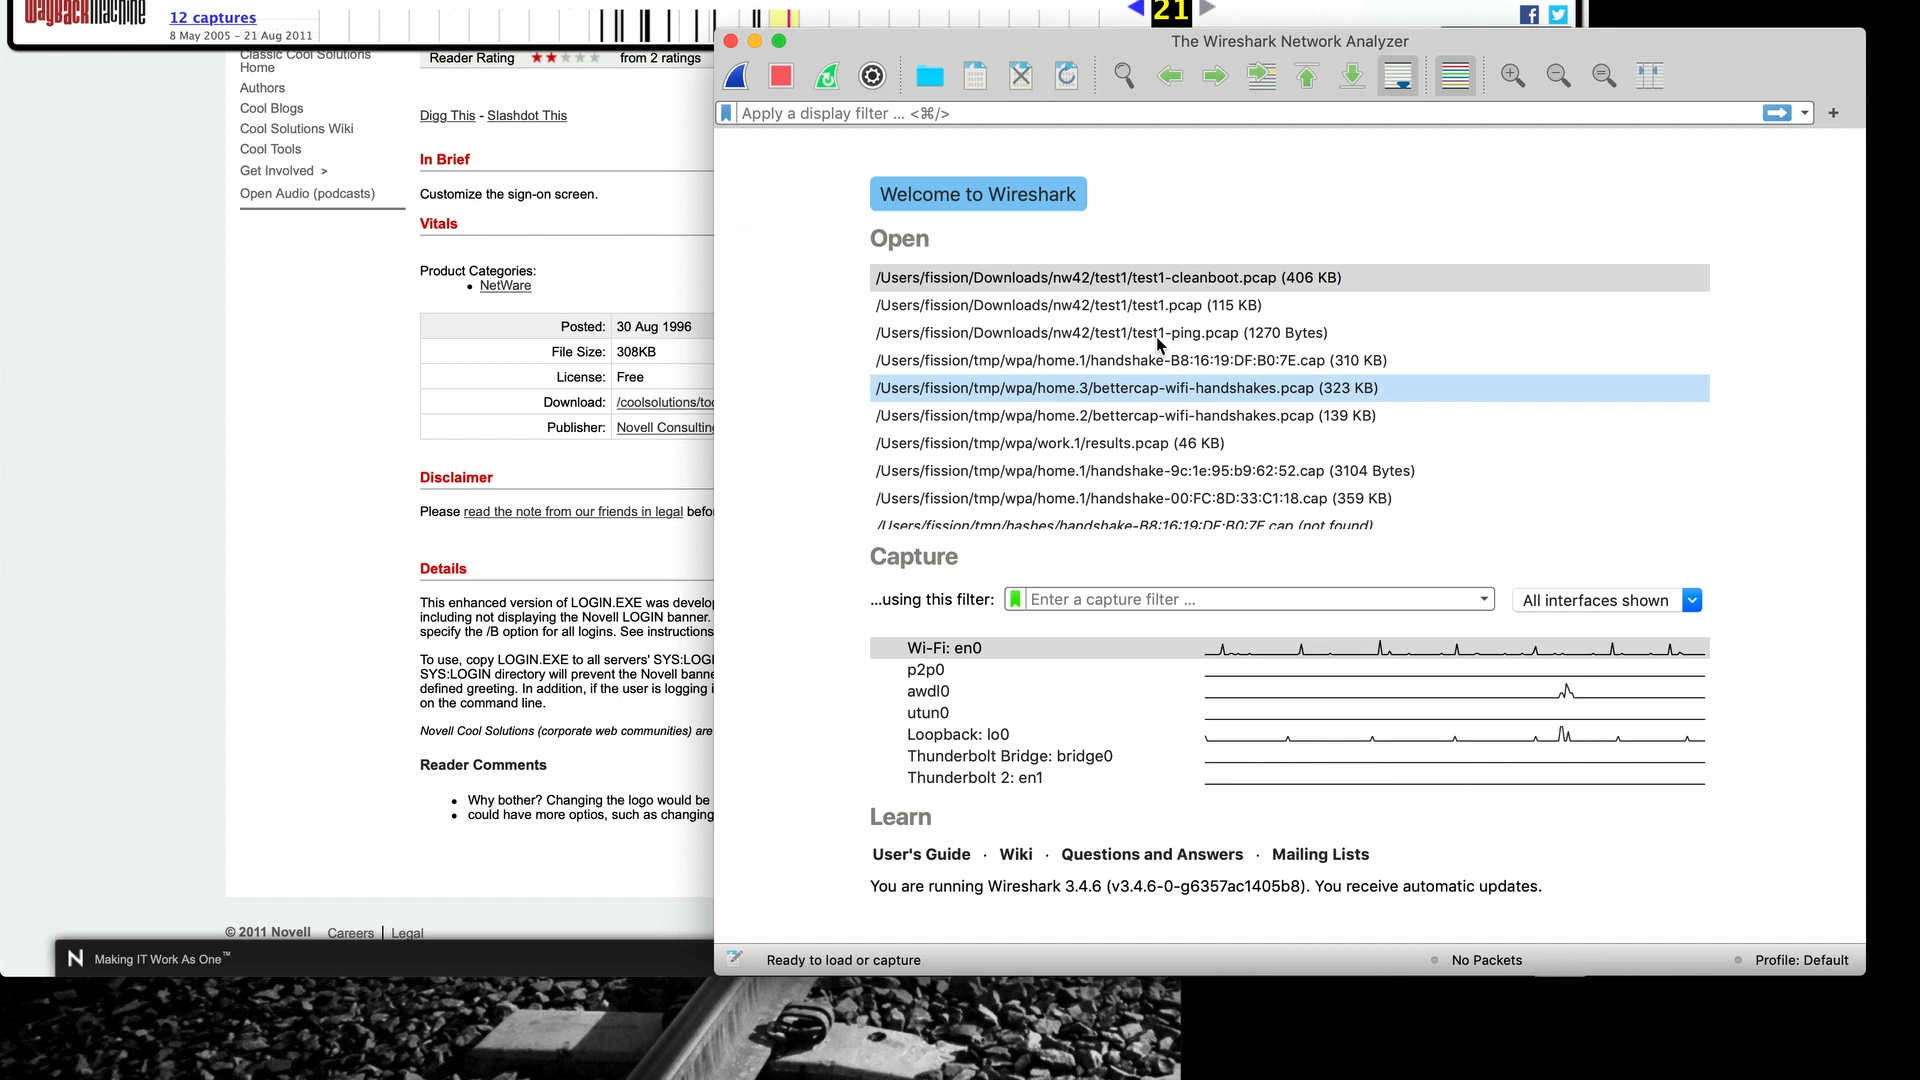 WayBackMachine
12 captures
8 May 2005 – 21 Aug 2011
21
Classic Cool Solutions
Home
Authors
Cool Blogs
Cool Solutions Wiki
Cool Tools
Get Involved >
Open Audio (podcasts)
Reader Rating from 2 ratings
Digg This - Slashdot This
In Brief
Customize the sign-on screen.
Vitals
Product Categories:
NetWare
Posted: 30 Aug 1996
File Size: 308KB
License: Free
Download: /coolsolutions/
Publisher: Novell Consulting
Disclaimer
Please read the note from our friends in legal
Details
This enhanced version of LOGIN.EXE was
including not displaying the Novell LOGIN banner.
specify the /B option for all logins. See instructions
To use, copy LOGIN.EXE to all servers'
SYS:LOGIN directory will prevent the Novell
defined greeting. In addition, if the user is logging
on the command line.
Novell Cool Solutions (corporate web communities) are
Reader Comments
Why bother? Changing the logo would be
could have more optios, such as changing
© 2011 Novell Careers | Legal
N Making IT Work As One™
The Wireshark Network Analyzer
Apply a display filter ... <⌘/>
+
Welcome to Wireshark
Open
/Users/fission/Downloads/nw42/test1/test1-cleanboot.pcap (406 KB)
/Users/fission/Downloads/nw42/test1/test1.pcap (115 KB)
/Users/fission/Downloads/nw42/test1/test1-ping.pcap (1270 Bytes)
/Users/fission/tmp/wpa/home.1/handshake-B8:16:19:DF:B0:7E.cap (310 KB)
/Users/fission/tmp/wpa/home.3/bettercap-wifi-handshakes.pcap (323 KB)
/Users/fission/tmp/wpa/home.2/bettercap-wifi-handshakes.pcap (139 KB)
/Users/fission/tmp/wpa/work.1/results.pcap (46 KB)
/Users/fission/tmp/wpa/home.1/handshake-9c:1e:95:b9:62:52.cap (3104 Bytes)
/Users/fission/tmp/wpa/home.1/handshake-00:FC:8D:33:C1:18.cap (359 KB)
/Users/fission/tmp/hashes/handshake-B8:16:19:DF:B0:7E.cap (not found)
Capture
...using this filter: Enter a capture filter ... All interfaces shown
Wi-Fi: en0
p2p0
awdl0
utun0
Loopback: lo0
Thunderbolt Bridge: bridge0
Thunderbolt 2: en1
Learn
User's Guide · Wiki · Questions and Answers · Mailing Lists
You are running Wireshark 3.4.6 (v3.4.6-0-g6357ac1405b8). You receive automatic updates.
Ready to load or capture No Packets Profile: Default